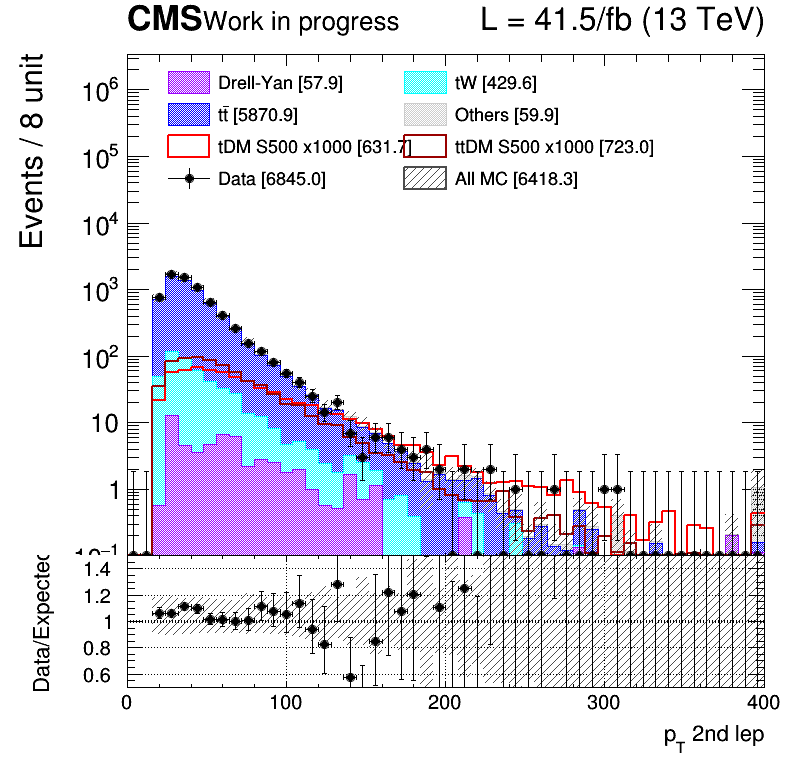 CMS Work in progress L = 41.5/fb (13 TeV)
Events / 8 unit
10⁶
10⁵
10⁴
10³
10²
10
1
10⁻¹
Drell-Yan [57.9] tW [429.6]
tt̄ [5870.9] Others [59.9]
tDM S500 x1000 [631.7] ttDM S500 x1000 [723.0]
Data [6845.0] All MC [6418.3]
Data/Expected
1.4
1.2
1
0.8
0.6
0 100 200 300 400
p_T 2nd lep